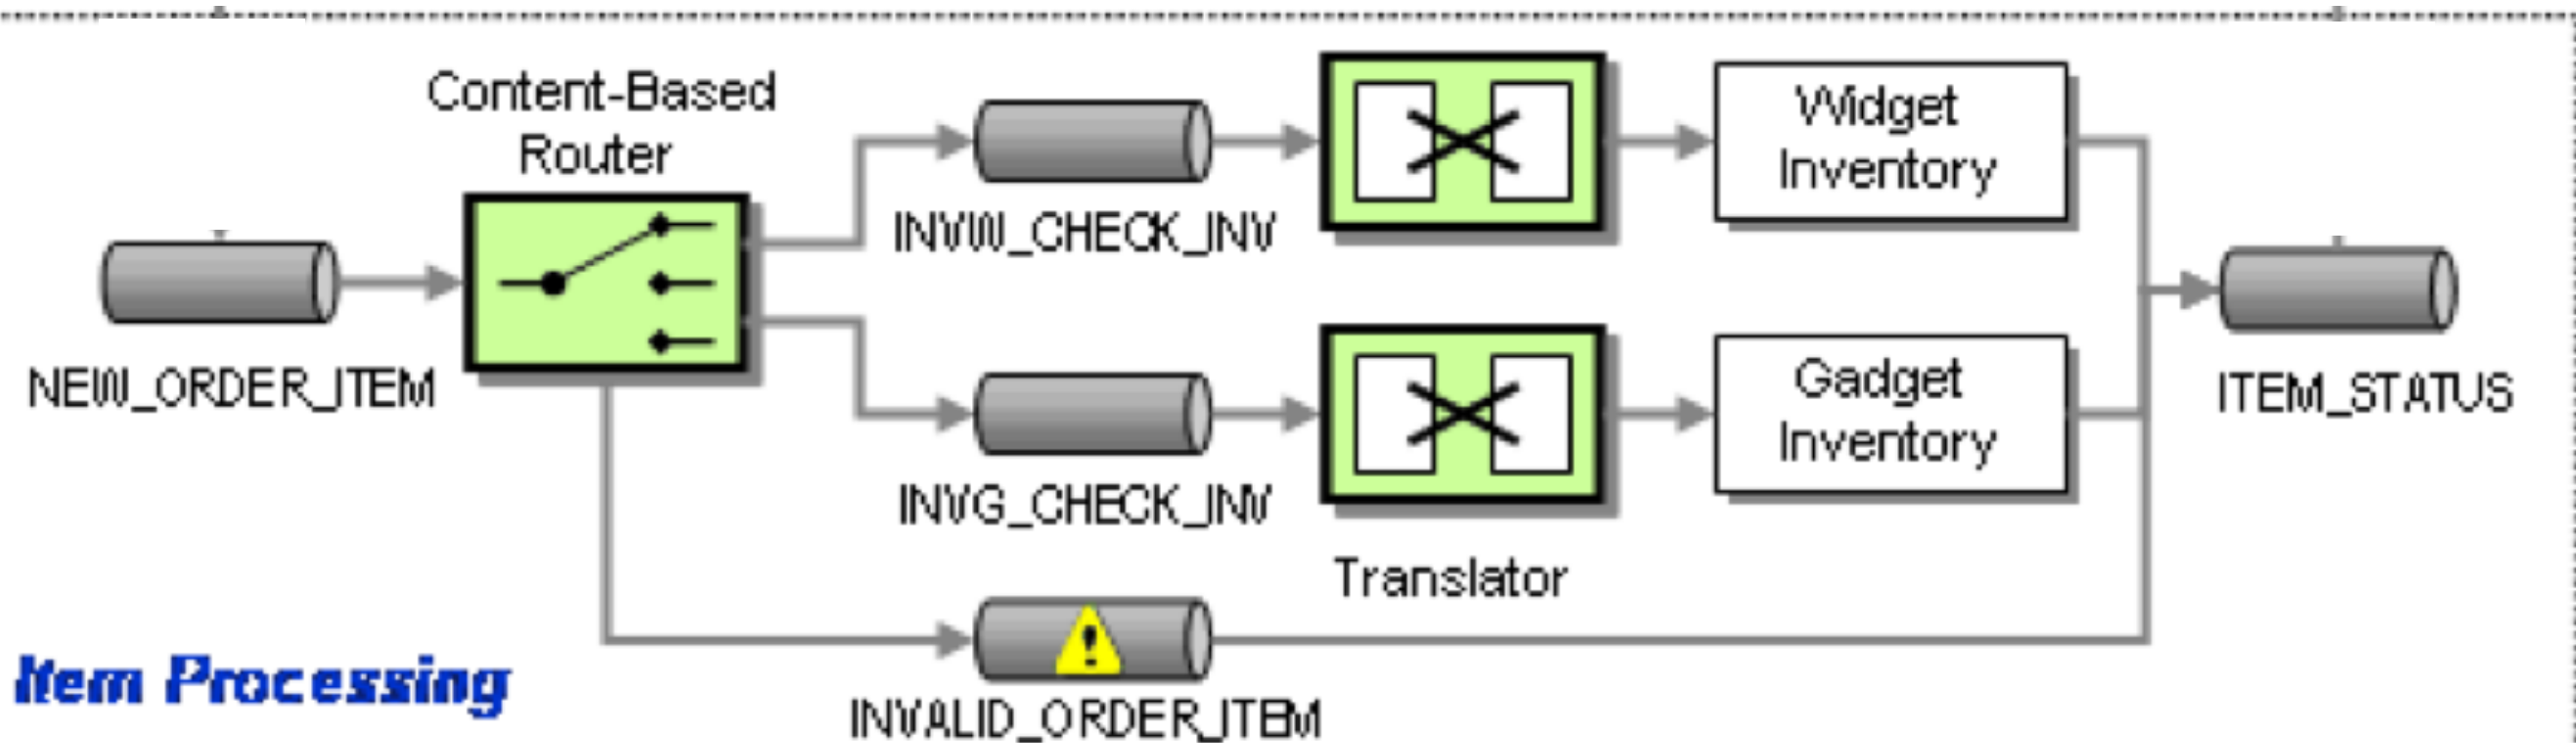 Content-Based
Router
NEW_ORDER_ITEM
INVW_CHECK_INV
Widget
Inventory
INVG_CHECK_INV
Gadget
Inventory
ITEM_STATUS
Translator
INVALID_ORDER_ITEM
Item Processing